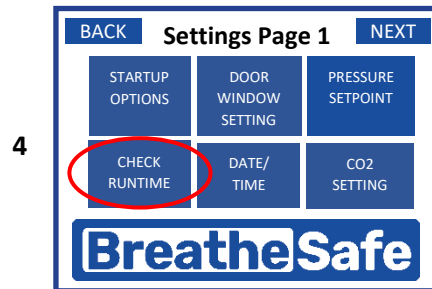 BACK Settings Page 1 NEXT
STARTUP OPTIONS
DOOR WINDOW SETTING
PRESSURE SETPOINT
4
CHECK RUNTIME
DATE/ TIME
CO2 SETTING
BreatheSafe